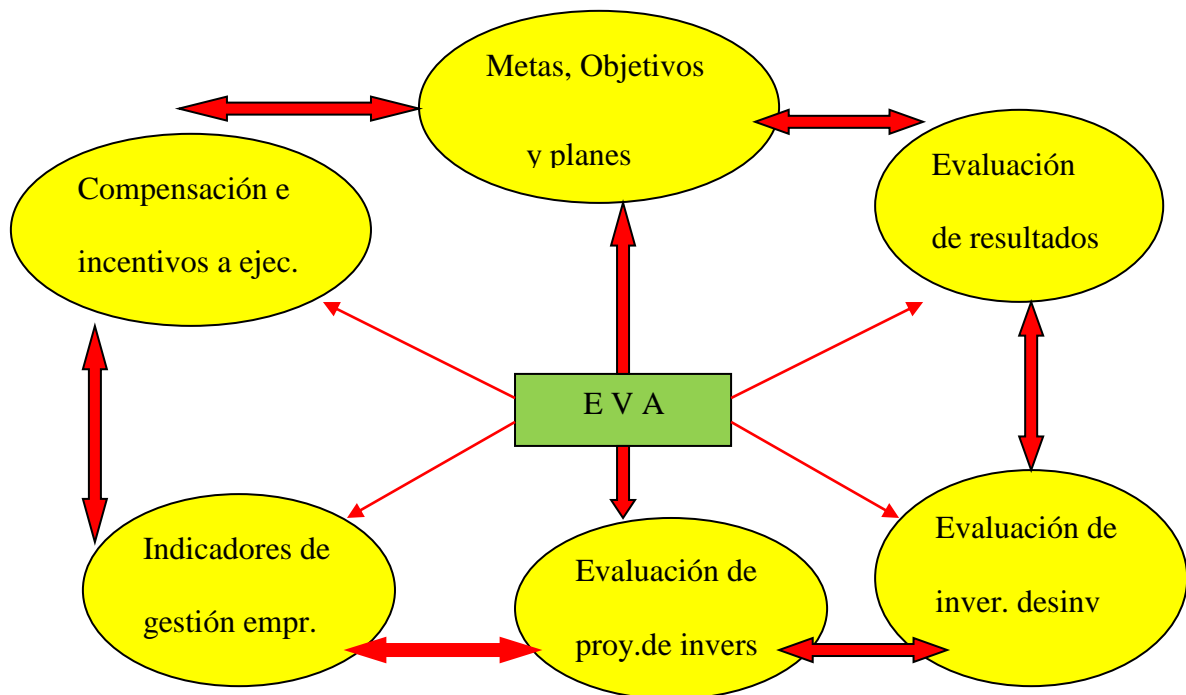 Metas, Objetivos
y planes
Compensación e
incentivos a ejec.
Evaluación
de resultados
E V A
Indicadores de
gestión empr.
Evaluación de
proy.de invers
Evaluación de
inver. desinv